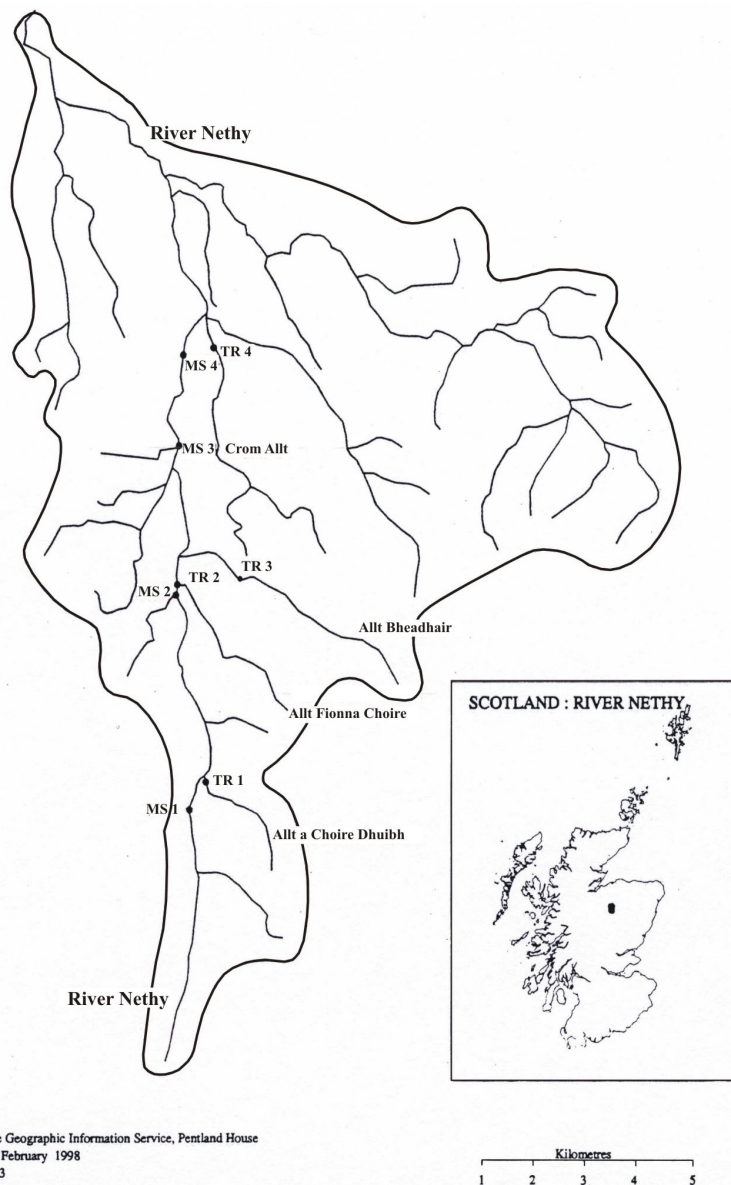 River Nethy
TR 4
MS 4
MS 3
Crom Allt
TR 3
TR 2
MS 2
Allt Bheadhair
SCOTLAND : RIVER NETHY
Allt Fionna Choire
TR 1
MS 1
Allt a Choire Dhuibh
River Nethy
Geographic Information Service, Pentland House
February 1998
3
Kilometres
1 2 3 4 5